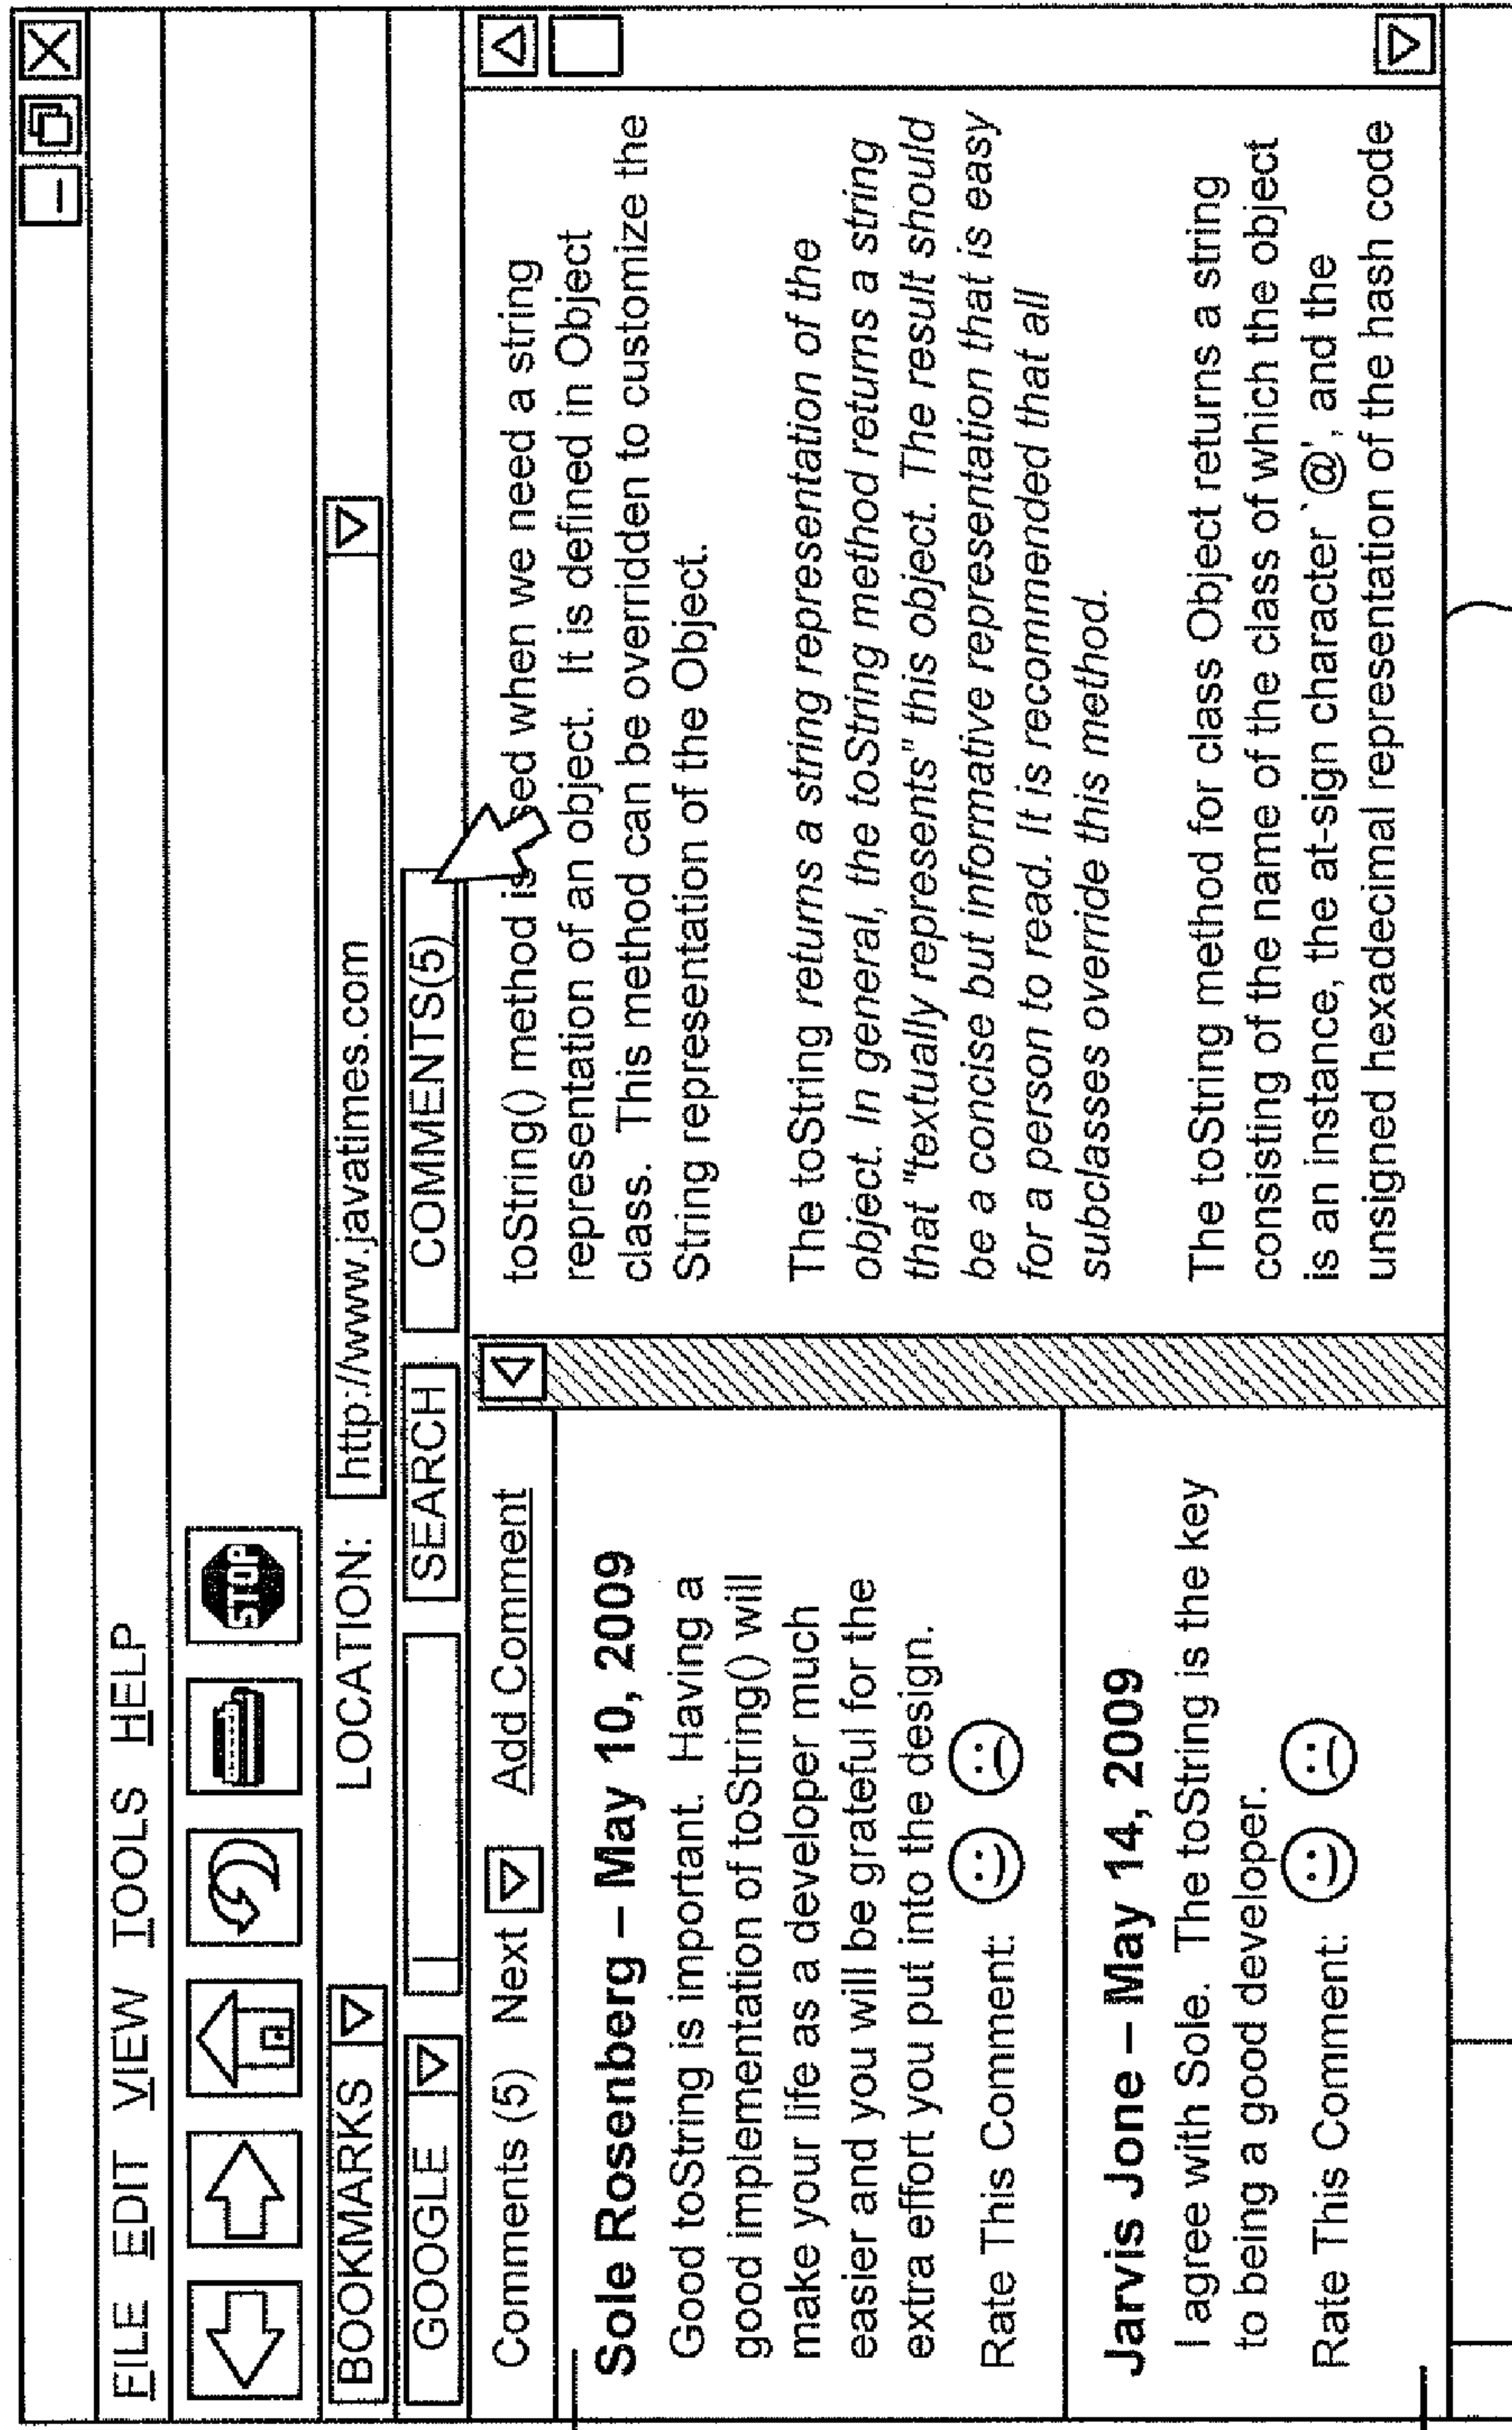 FILE EDIT VIEW TOOLS HELP
STOP
BOOKMARKS LOCATION: http://www.javatimes.com
GOOGLE SEARCH COMMENTS(5)
Comments (5) Next Add Comment
Sole Rosenberg – May 10, 2009
Good toString is important. Having a
good implementation of toString() will
make your life as a developer much
easier and you will be grateful for the
extra effort you put into the design.
Rate This Comment:
Jarvis Jone – May 14, 2009
I agree with Sole. The toString is the key
to being a good developer.
Rate This Comment:
toString() method is sed when we need a string
representation of an object. It is defined in Object
class. This method can be overridden to customize the
String representation of the Object.
The toString returns a string representation of the
object. In general, the toString method returns a string
that "textually represents" this object. The result should
be a concise but informative representation that is easy
for a person to read. It is recommended that all
subclasses override this method.
The toString method for class Object returns a string
consisting of the name of the class of which the object
is an instance, the at-sign character `@', and the
unsigned hexadecimal representation of the hash code